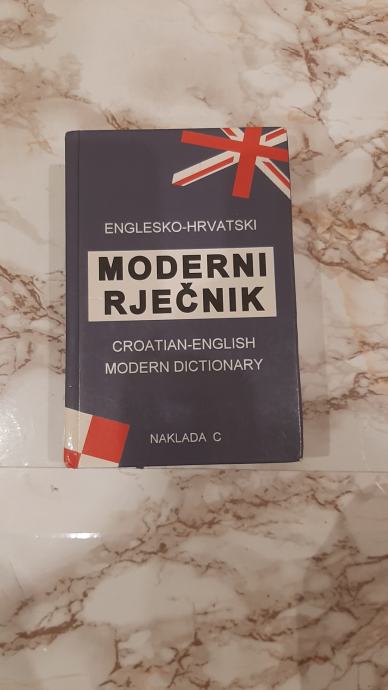 ENGLESKO-HRVATSKI
MODERNI
RJEČNIK
CROATIAN-ENGLISH
MODERN DICTIONARY
NAKLADA C